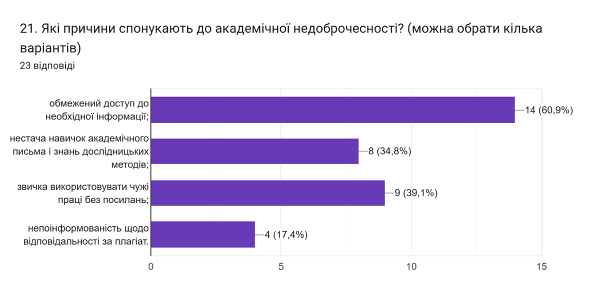 21. Які причини спонукають до академічної недоброчесності? (можна обрати кілька
варіантів)
23 відповіді
обмежений доступ до
необхідної інформації;
14 (60,9%)
нестача навичок академічного
письма і знань дослідницьких
методів;
8 (34,8%)
звичка використовувати чужі
праці без посилань;
9 (39,1%)
непоінформованість щодо
відповідальності за плагіат.
4 (17,4%)
0 5 10 15